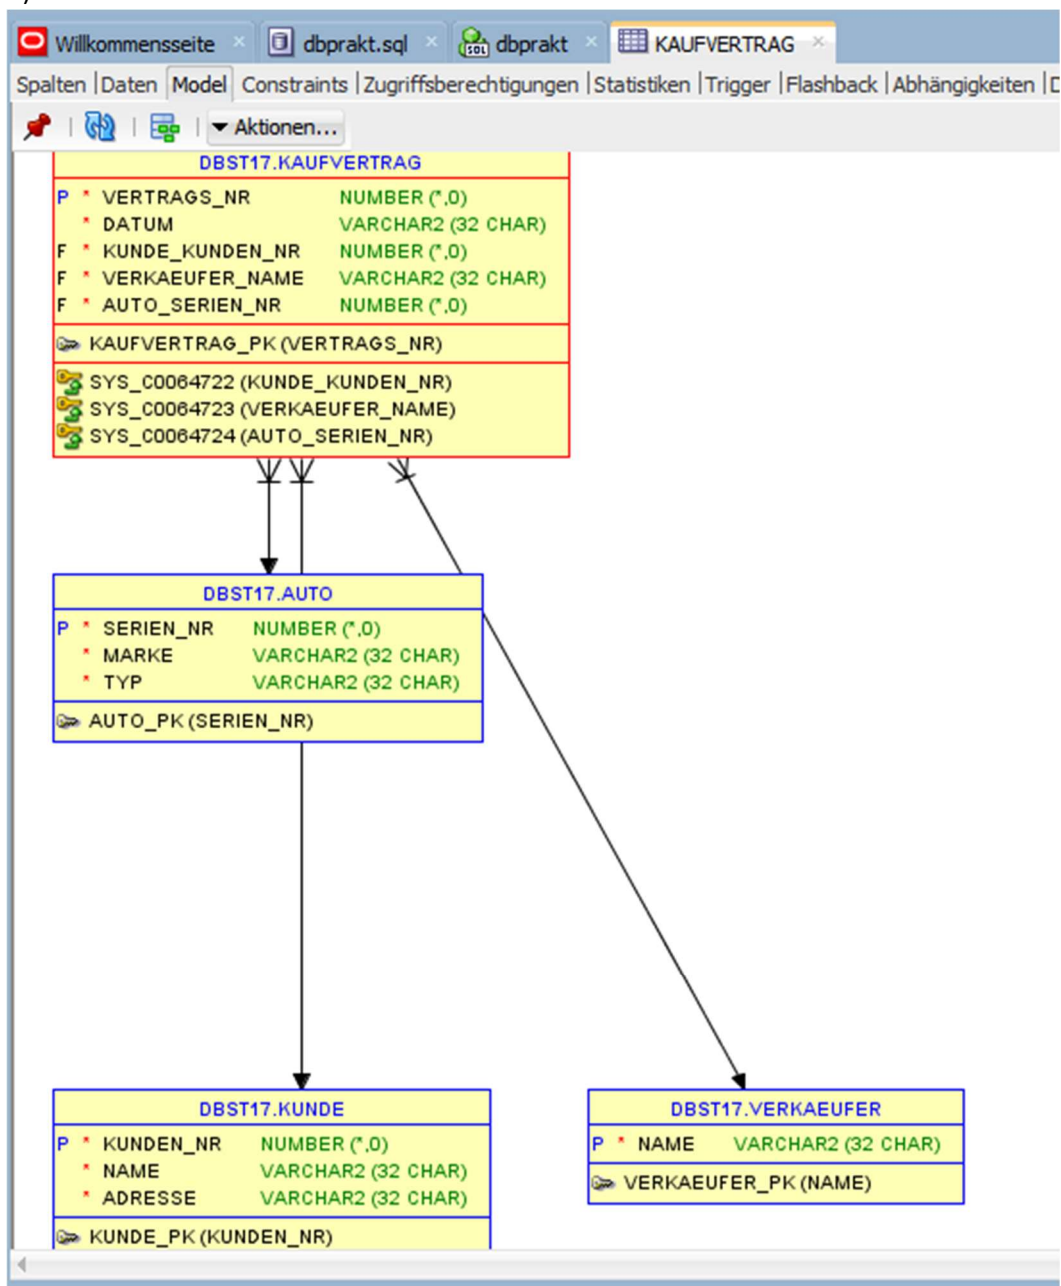 Willkommensseite dbprakt.sql dbprakt KAUFVERTRAG
Spalten |Daten Model Constraints |Zugriffsberechtigungen |Statistiken |Trigger |Flashback |Abhängigkeiten |
Aktionen...
DBST17.KAUFVERTRAG
P * VERTRAGS_NR NUMBER (*,0)
* DATUM VARCHAR2 (32 CHAR)
F * KUNDE_KUNDEN_NR NUMBER (*,0)
F * VERKAEUFER_NAME VARCHAR2 (32 CHAR)
F * AUTO_SERIEN_NR NUMBER (*,0)
KAUFVERTRAG_PK (VERTRAGS_NR)
SYS_C0064722 (KUNDE_KUNDEN_NR)
SYS_C0064723 (VERKAEUFER_NAME)
SYS_C0064724 (AUTO_SERIEN_NR)
DBST17.AUTO
P * SERIEN_NR NUMBER (*,0)
* MARKE VARCHAR2 (32 CHAR)
* TYP VARCHAR2 (32 CHAR)
AUTO_PK (SERIEN_NR)
DBST17.KUNDE
P * KUNDEN_NR NUMBER (*,0)
* NAME VARCHAR2 (32 CHAR)
* ADRESSE VARCHAR2 (32 CHAR)
KUNDE_PK (KUNDEN_NR)
DBST17.VERKAEUFER
P * NAME VARCHAR2 (32 CHAR)
VERKAEUFER_PK (NAME)